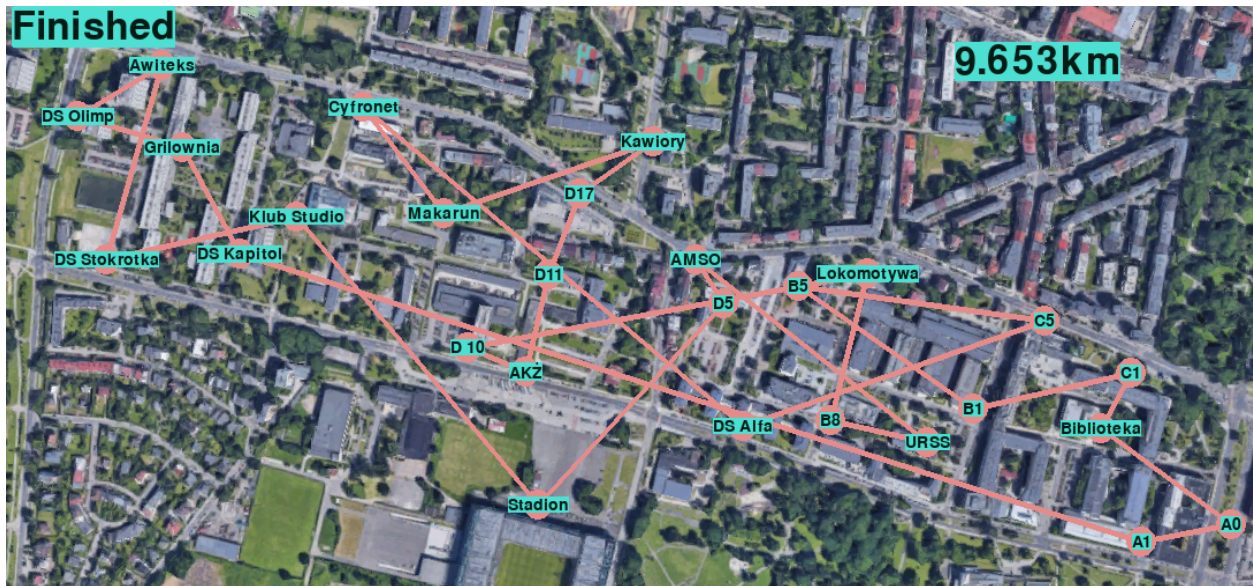 Finished
9.653km
Awiteks
DS Olimp
Cyfronet
Grilownia
Kawiory
D17
Klub Studio
Makarun
DS Kapitol
DS Stokrotka
AMSO
D11
Lokomotywa
B5
D5
C5
D 10
AKŻ
C1
B1
B8
DS Alfa
Biblioteka
URSS
Stadion
A0
A1